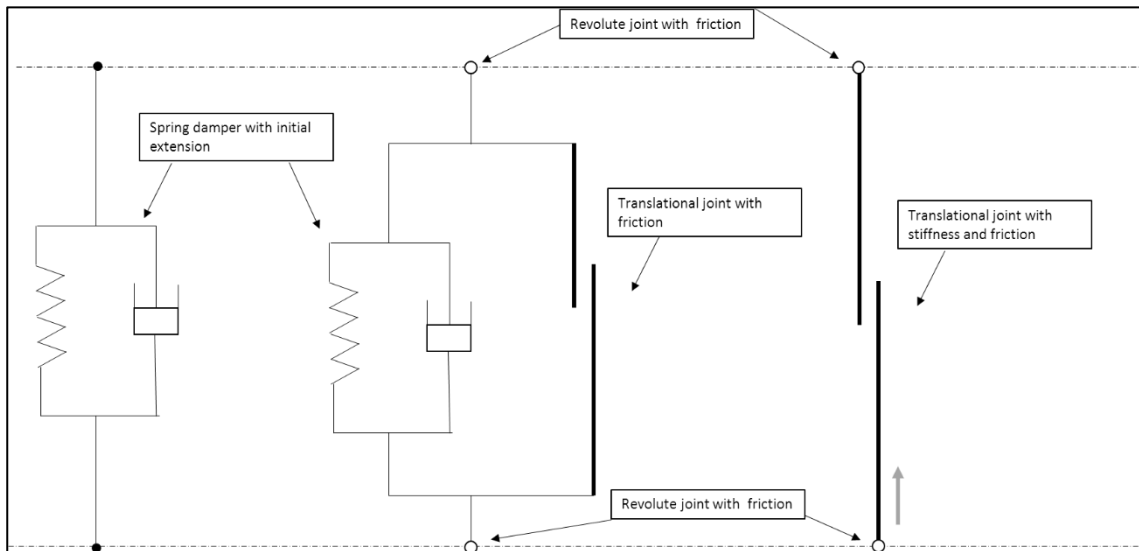 Revolute joint with  friction
Spring damper with initial
extension
Translational joint with
friction
Translational joint with
stiffness and friction
Revolute joint with  friction